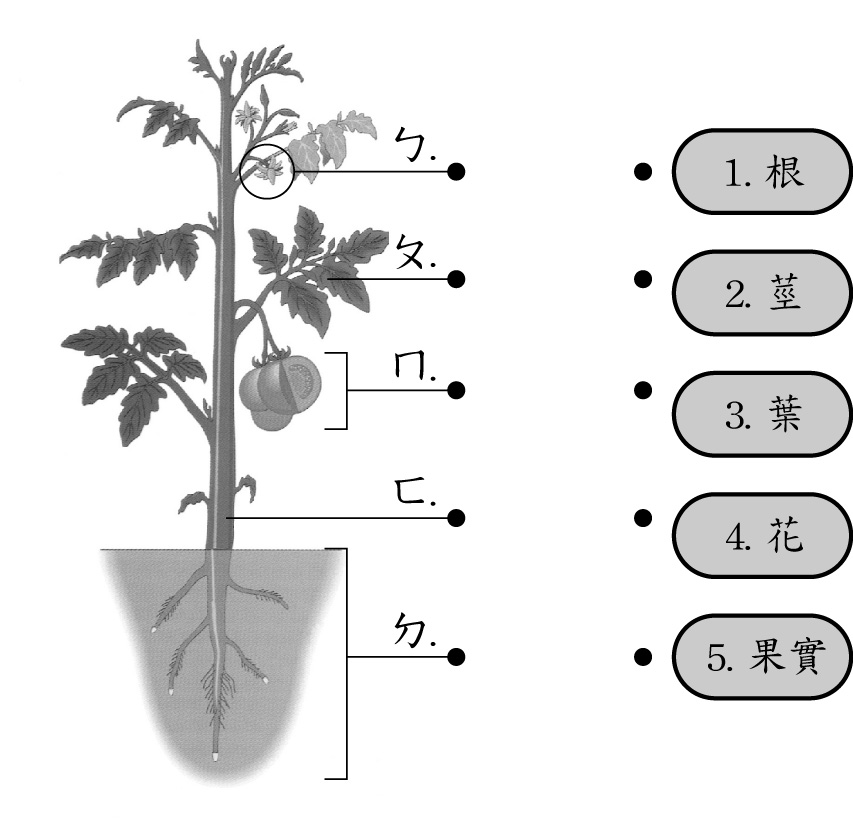 ㄅ.
ㄆ.
ㄇ.
ㄈ.
ㄉ.
1. 根
2. 莖
3. 葉
4. 花
5. 果實